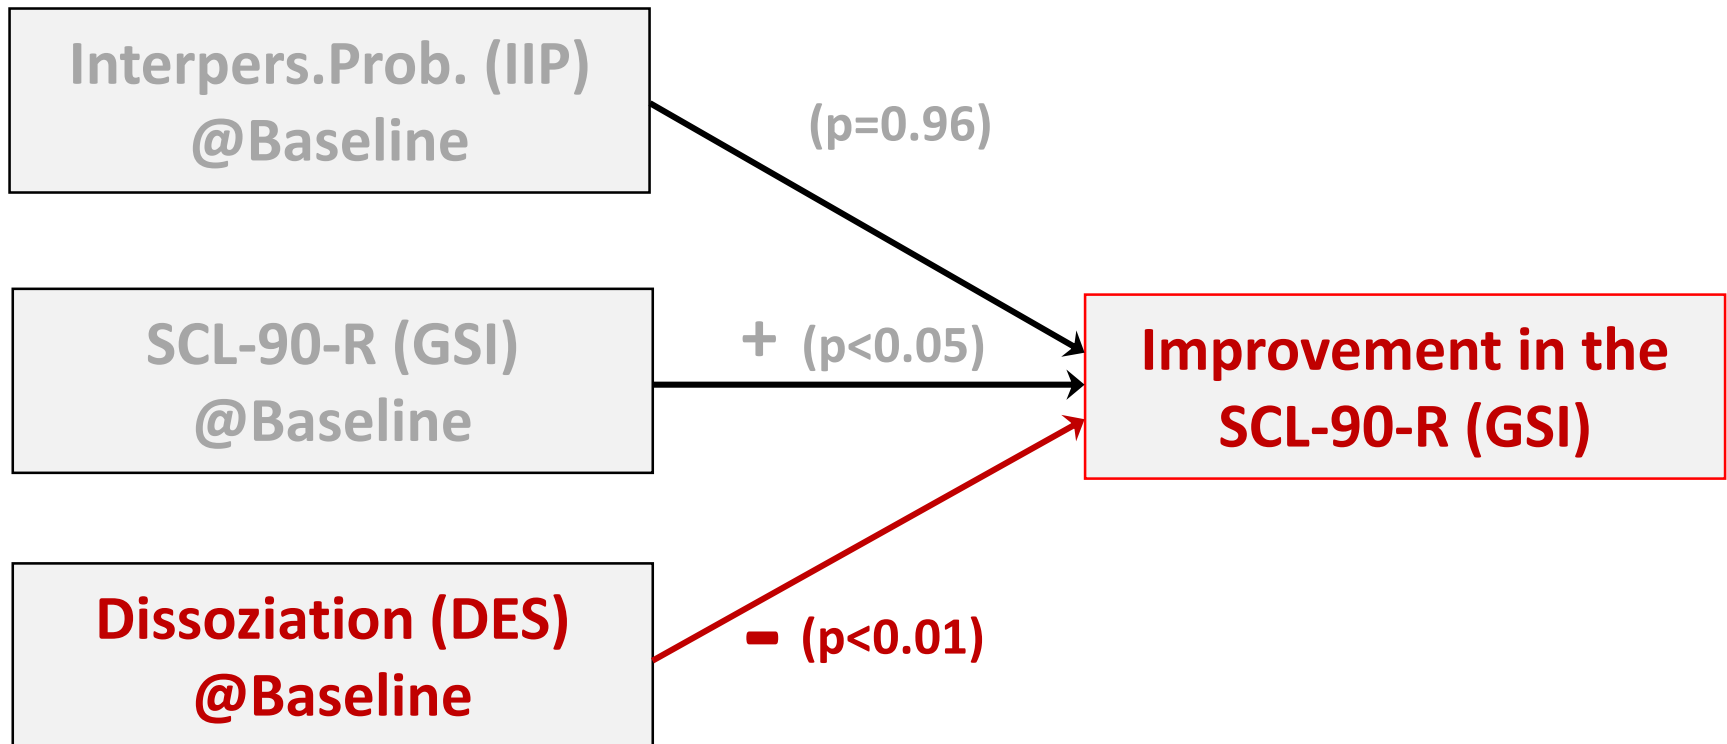 Interpers.Prob. (IIP)
@Baseline
(p=0.96)
SCL-90-R (GSI)
@Baseline
+ (p<0.05)
Improvement in the
SCL-90-R (GSI)
Dissoziation (DES)
@Baseline
- (p<0.01)